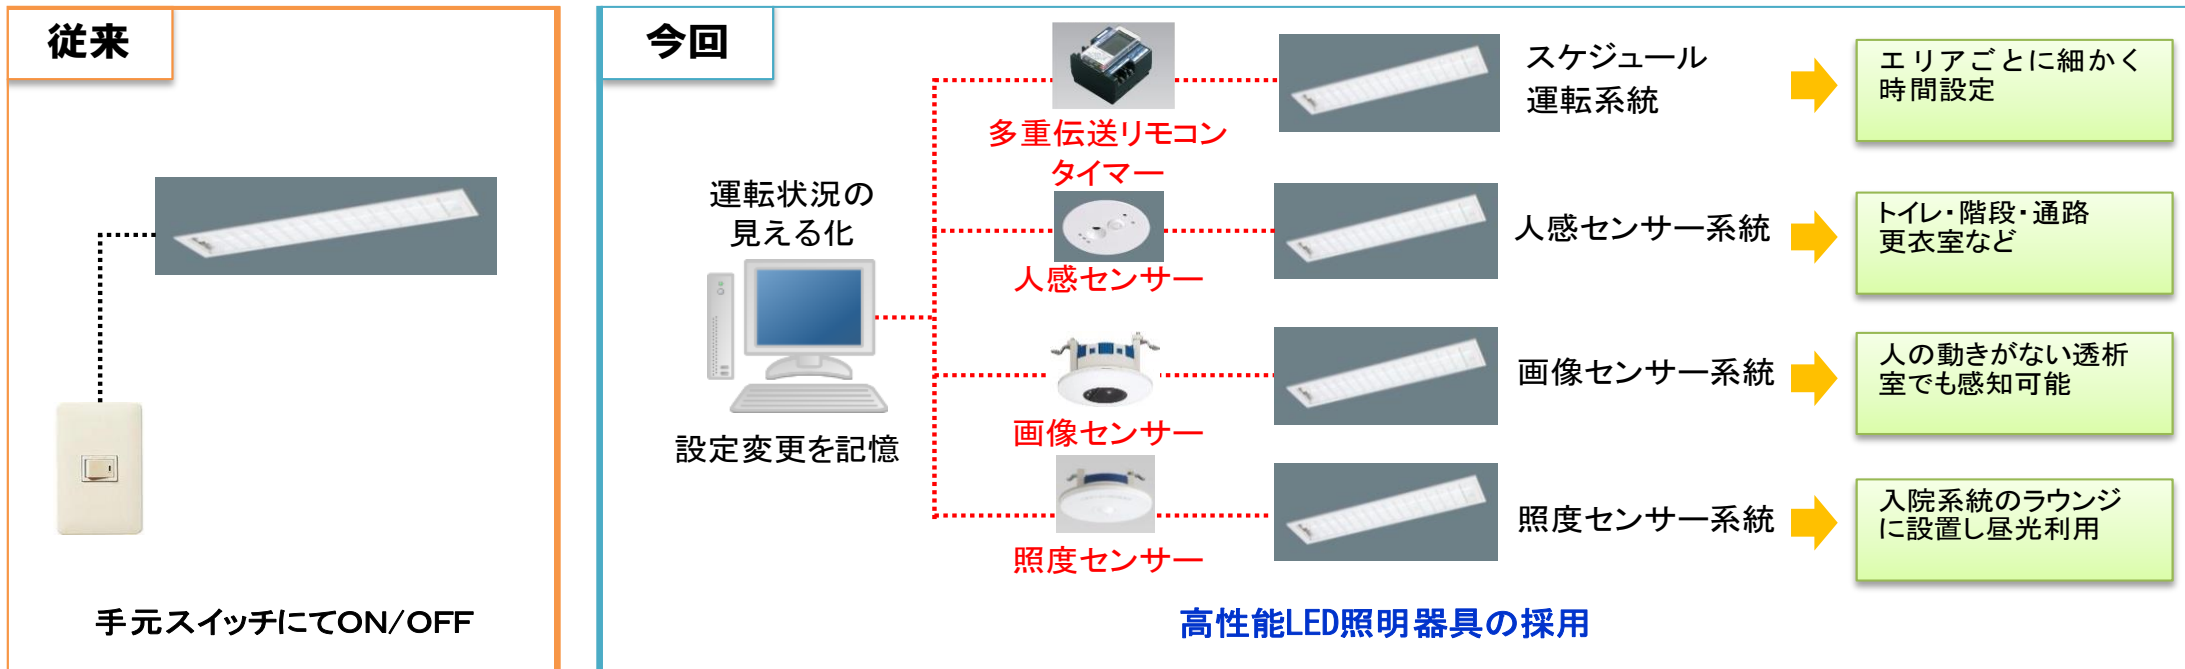 従来
手元スイッチにてON/OFF
今回
運転状況の
見える化
設定変更を記憶
多重伝送リモコン
タイマー
スケジュール
運転系統
エリアごとに細かく
時間設定
人感センサー
人感センサー系統
トイレ・階段・通路
更衣室など
画像センサー
画像センサー系統
人の動きがない透析
室でも感知可能
照度センサー
照度センサー系統
入院系統のラウンジ
に設置し昼光利用
高性能LED照明器具の採用